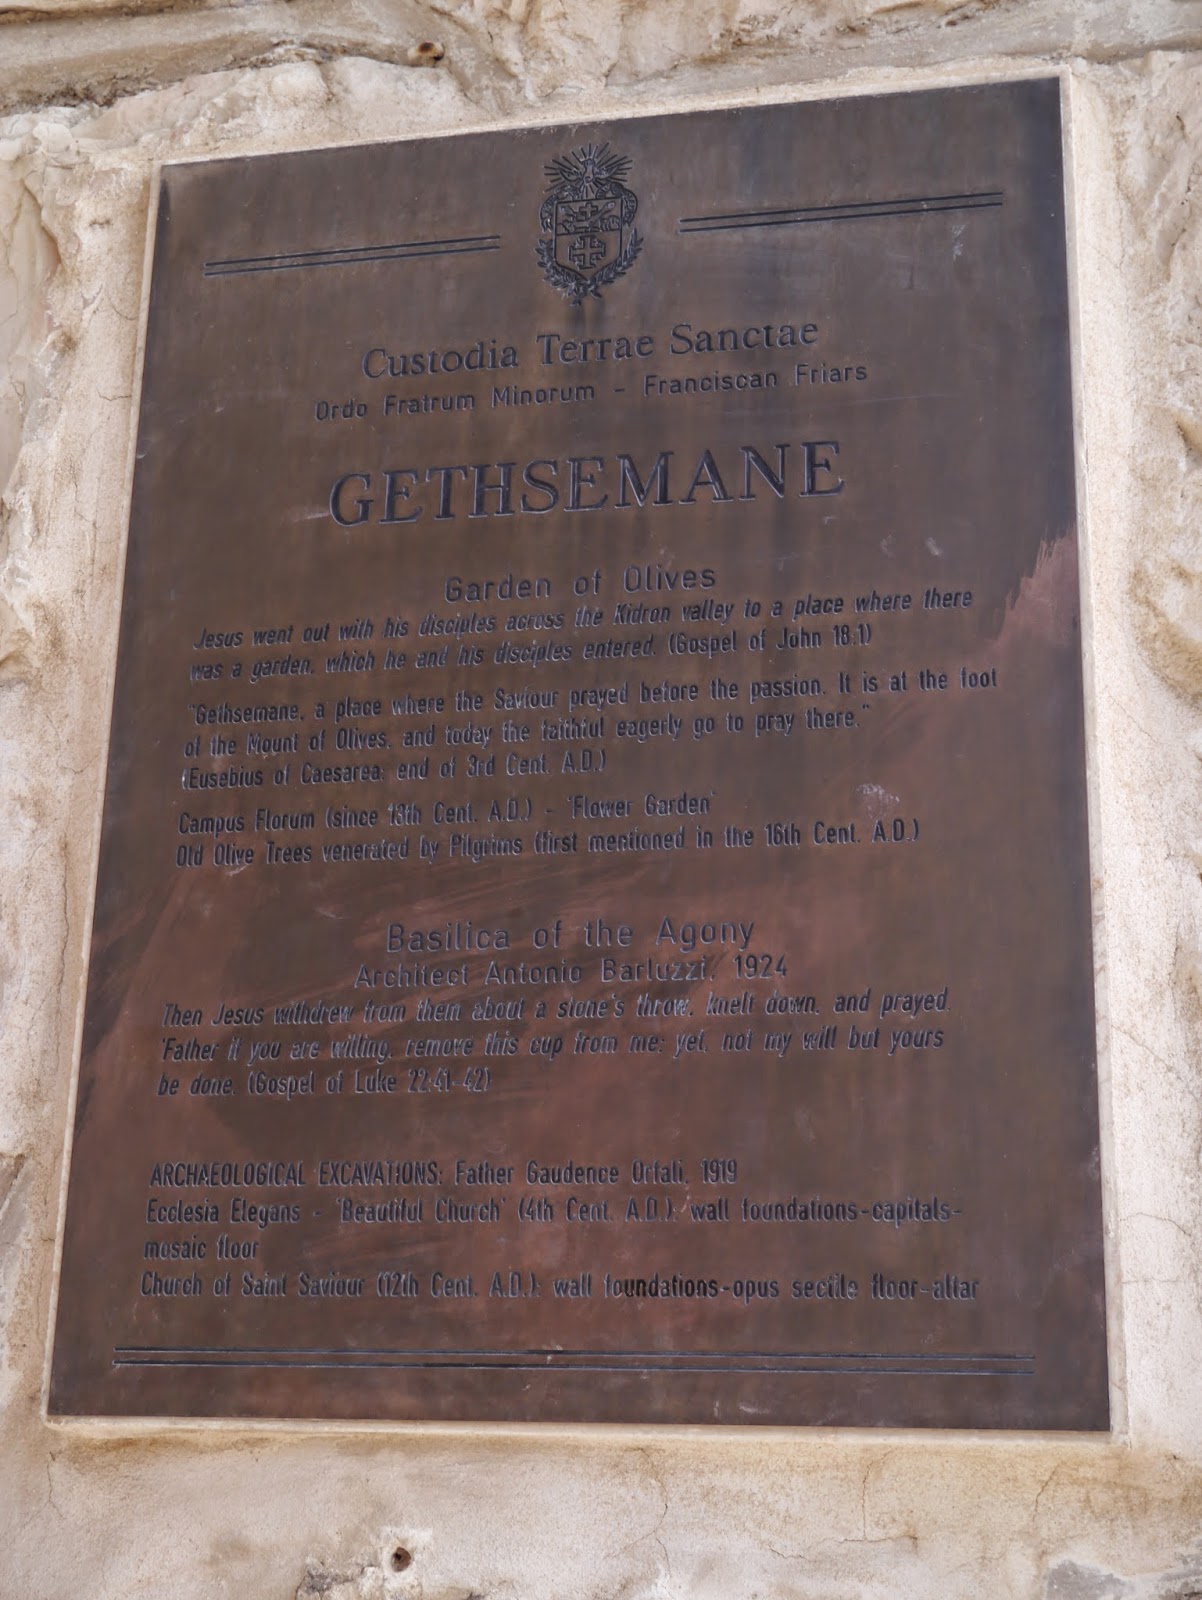 Custodia Terrae Sanctae
Ordo Fratrum Minorum - Franciscan Friars
GETHSEMANE
Garden of Olives
Jesus went out with his disciples across the Kidron valley to a place where there
was a garden, which he and his disciples entered. (Gospel of John 18:1)
"Gethsemane, a place where the Saviour prayed before the passion. It is at the foot
of the Mount of Olives, and today the faithful eagerly go to pray there."
(Eusebius of Caesarea: end of 3rd Cent. A.D.)
Campus Florum (since 13th Cent. A.D.) - 'Flower Garden'
Old Olive Trees venerated by Pilgrims (first mentioned in the 16th Cent. A.D.)
Basilica of the Agony
Architect Antonio Barluzzi, 1924
Then Jesus withdrew from them about a stone's throw, knelt down, and prayed.
'Father if you are willing, remove this cup from me; yet, not my will but yours
be done. (Gospel of Luke 22:41-42)
ARCHAEOLOGICAL EXCAVATIONS: Father Gaudence Orfali, 1919
Ecclesia Elegans - 'Beautiful Church' (4th Cent. A.D.): wall foundations-capitals-
mosaic floor
Church of Saint Saviour (12th Cent. A.D.): wall foundations-opus sectile floor-altar